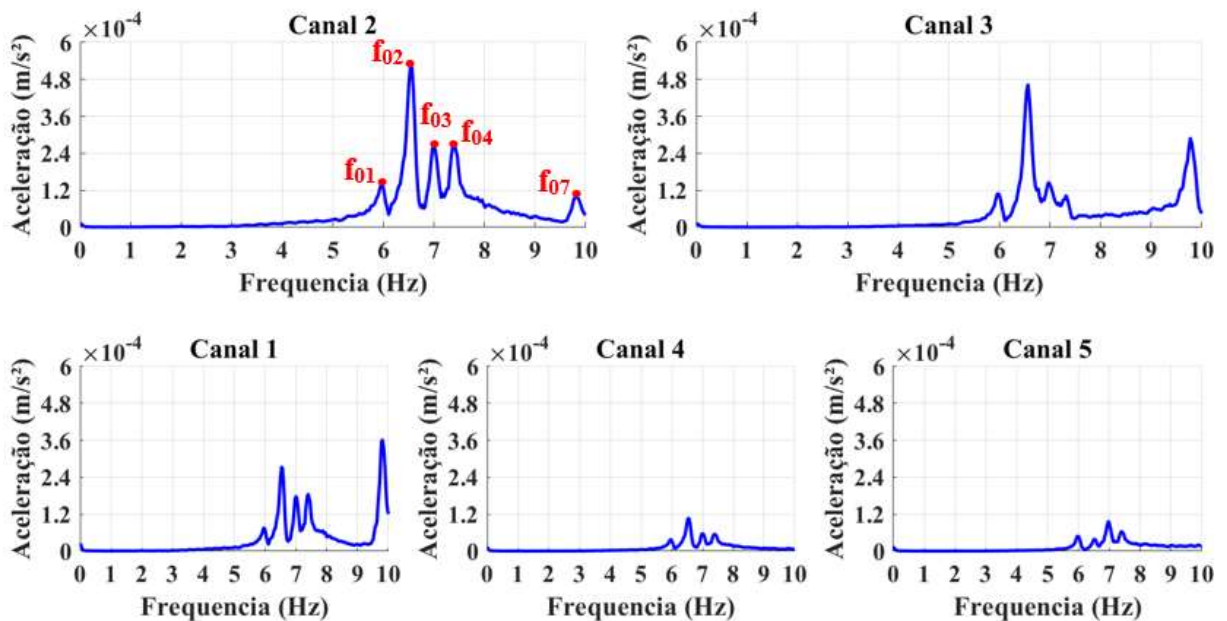 ×10⁻⁴
Canal 2
Aceleração (m/s²)
6
4.8
3.6
2.4
1.2
0
f01
f02
f03
f04
f07
0 1 2 3 4 5 6 7 8 9 10
Frequencia (Hz)
×10⁻⁴
Canal 3
Aceleração (m/s²)
6
4.8
3.6
2.4
1.2
0
0 1 2 3 4 5 6 7 8 9 10
Frequencia (Hz)
×10⁻⁴
Canal 1
Aceleração (m/s²)
6
4.8
3.6
2.4
1.2
0
0 1 2 3 4 5 6 7 8 9 10
Frequencia (Hz)
×10⁻⁴
Canal 4
Aceleração (m/s²)
6
4.8
3.6
2.4
1.2
0
0 1 2 3 4 5 6 7 8 9 10
Frequencia (Hz)
×10⁻⁴
Canal 5
Aceleração (m/s²)
6
4.8
3.6
2.4
1.2
0
0 1 2 3 4 5 6 7 8 9 10
Frequencia (Hz)